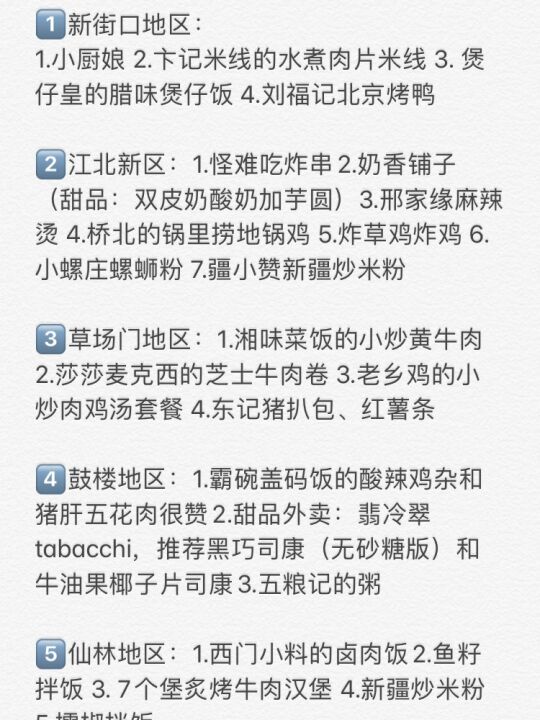 1 新街口地区：
1.小厨娘 2.卞记米线的水煮肉片米线 3. 煲
仔皇的腊味煲仔饭 4.刘福记北京烤鸭
2 江北新区：1.怪难吃炸串 2.奶香铺子
（甜品：双皮奶酸奶加芋圆）3.邢家缘麻辣
烫 4.桥北的锅里捞地锅鸡 5.炸草鸡炸鸡 6.
小螺庄螺蛳粉 7.疆小赞新疆炒米粉
3 草场门地区：1.湘味菜饭的小炒黄牛肉
2.莎莎麦克西的芝士牛肉卷 3.老乡鸡的小
炒肉鸡汤套餐 4.东记猪扒包、红薯条
4 鼓楼地区：1.霸碗盖码饭的酸辣鸡杂和
猪肝五花肉很赞 2.甜品外卖：翡冷翠
tabacchi，推荐黑巧司康（无砂糖版）和
牛油果椰子片司康 3.五粮记的粥
5 仙林地区：1.西门小料的卤肉饭 2.鱼籽
拌饭 3. 7个堡炙烤牛肉汉堡 4.新疆炒米粉